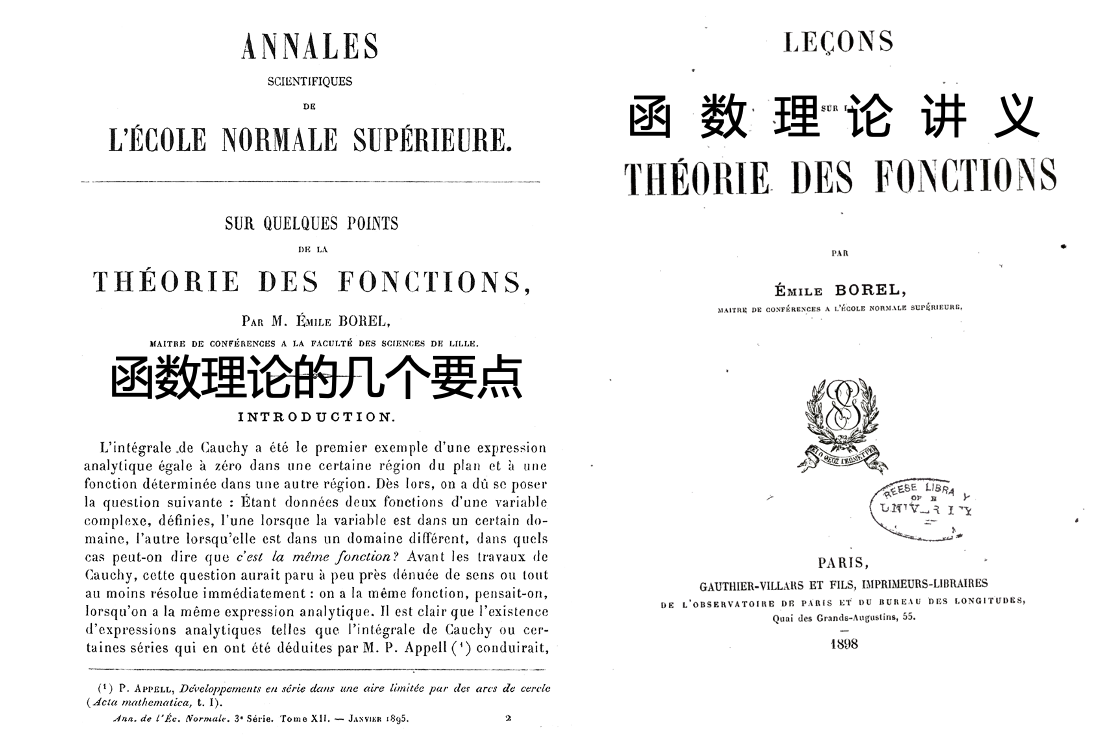 ANNALES
SCIENTIFIQUES
DE
L'ÉCOLE NORMALE SUPÉRIEURE.
SUR QUELQUES POINTS
DE LA
THÉORIE DES FONCTIONS,
PAR M. ÉMILE BOREL,
MAITRE DE CONFÉRENCES A LA FACULTÉ DES SCIENCES DE LILLE.
函数理论的几个要点
INTRODUCTION.
L'intégrale de Cauchy a été le premier exemple d'une expression
analytique égale à zéro dans une certaine région du plan et à une
fonction déterminée dans une autre région. Dès lors, on a dû se poser
la question suivante : Étant données deux fonctions d'une variable
complexe, définies, l'une lorsque la variable est dans un certain do-
maine, l'autre lorsqu'elle est dans un domaine différent, dans quels
cas peut-on dire que c'est la même fonction? Avant les travaux de
Cauchy, cette question aurait paru à peu près dénuée de sens ou tout
au moins résolue immédiatement : on a la même fonction, pensait-on,
lorsqu'on a la même expression analytique. Il est clair que l'existence
d'expressions analytiques telles que l'intégrale de Cauchy ou cer-
taines séries qui en ont été déduites par M. P. Appell (¹) conduirait,
(¹) P. APPELL, Développements en série dans une aire limitée par des arcs de cercle
(Acta mathematica, t. I).
Ann. de l'Éc. Normale. 3e Série. Tome XII. — JANVIER 1895. 2
LEÇONS
SUR LA
函数理论讲义
THÉORIE DES FONCTIONS
PAR
ÉMILE BOREL,
MAITRE DE CONFÉRENCES A L'ÉCOLE NORMALE SUPÉRIEURE,
REESE LIBRA Y
OF
PARIS,
GAUTHIER-VILLARS ET FILS, IMPRIMEURS-LIBRAIRES
DE L'OBSERVATOIRE DE PARIS ET DU BUREAU DES LONGITUDES,
Quai des Grands-Augustins, 55.
1898